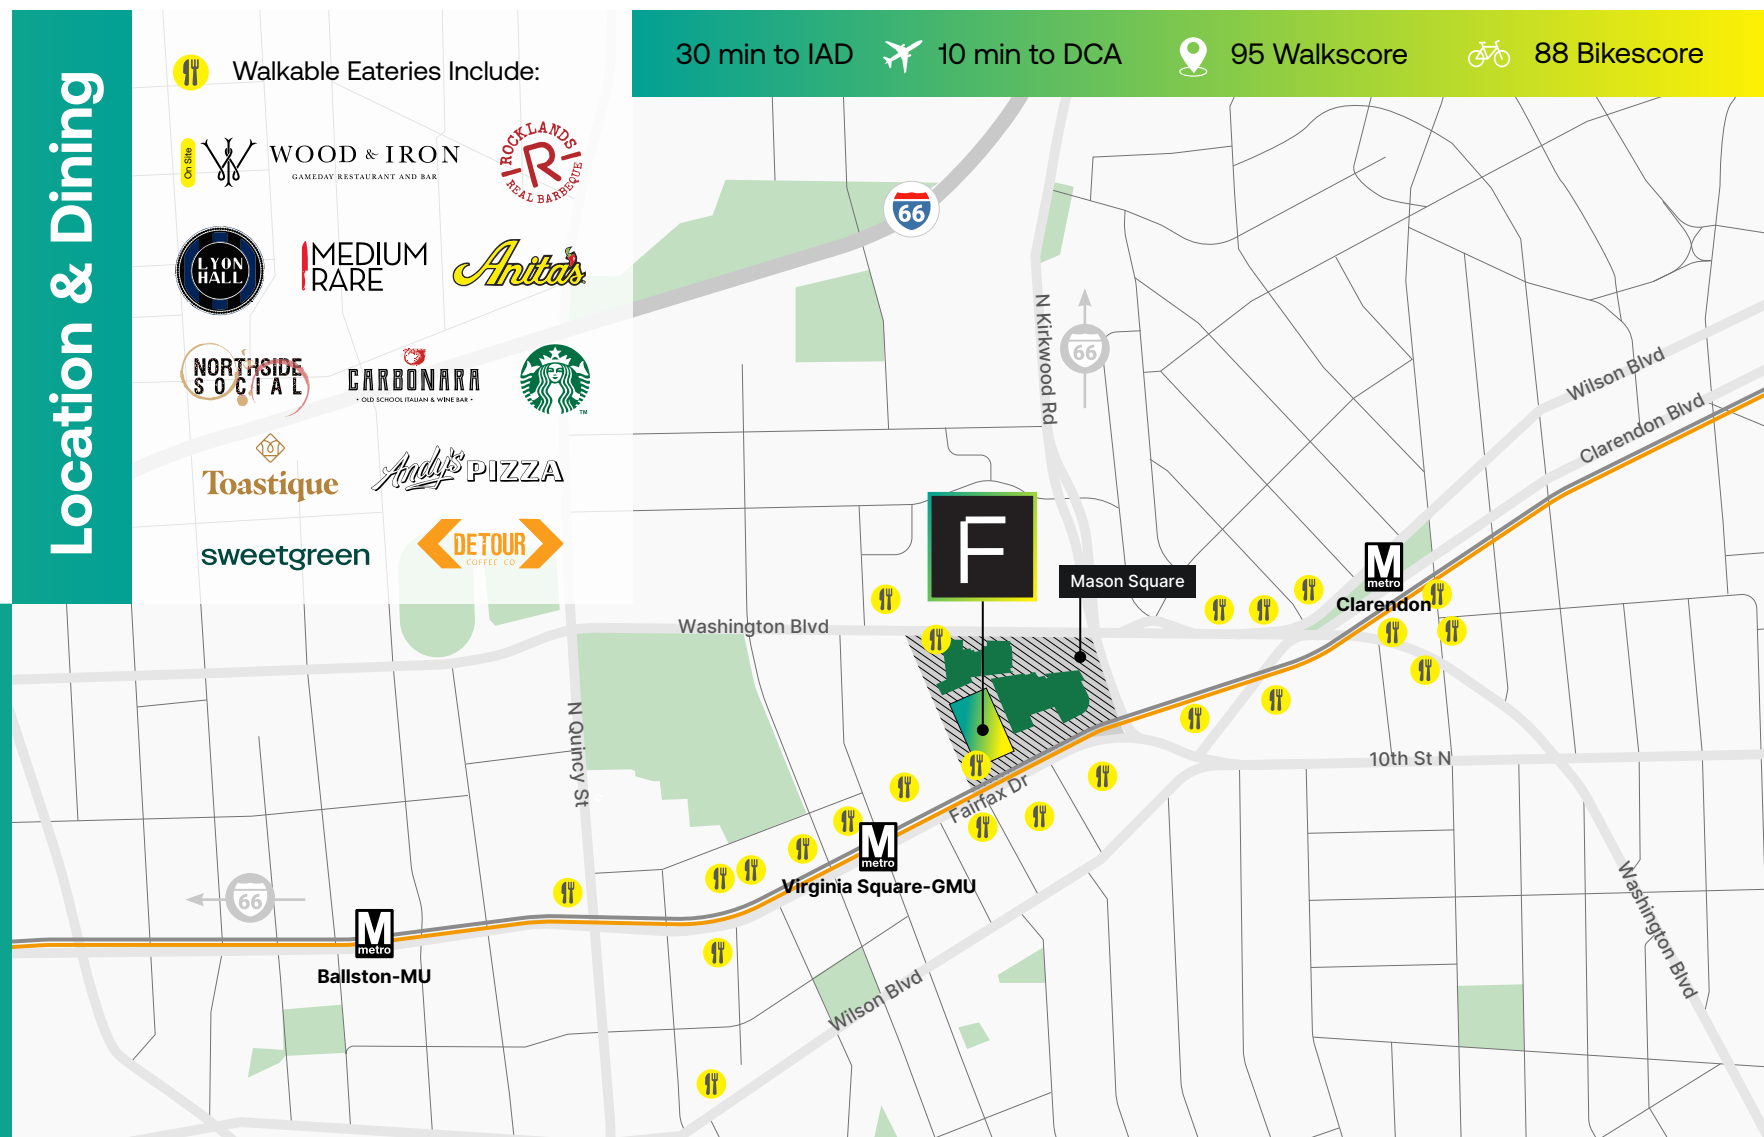 Location & Dining
30 min to IAD
10 min to DCA
95 Walkscore
88 Bikescore
Walkable Eateries Include:
On Site
W
WOOD & IRON
GAMEDAY RESTAURANT AND BAR
ROCKLANDS
R
REAL BARBEQUE
LYON
HALL
MEDIUM
RARE
Anita's
NORTHSIDE
SOCIAL
CARBONARA
• OLD SCHOOL ITALIAN & WINE BAR •
TM
Toastique
Andy's PIZZA
sweetgreen
DETOUR
COFFEE CO
66
N Kirkwood Rd
66
Wilson Blvd
Clarendon Blvd
F
Mason Square
M
metro
Clarendon
Washington Blvd
N Quincy St
10th St N
Fairfax Dr
M
metro
Virginia Square-GMU
66
M
metro
Ballston-MU
Wilson Blvd
Washington Blvd